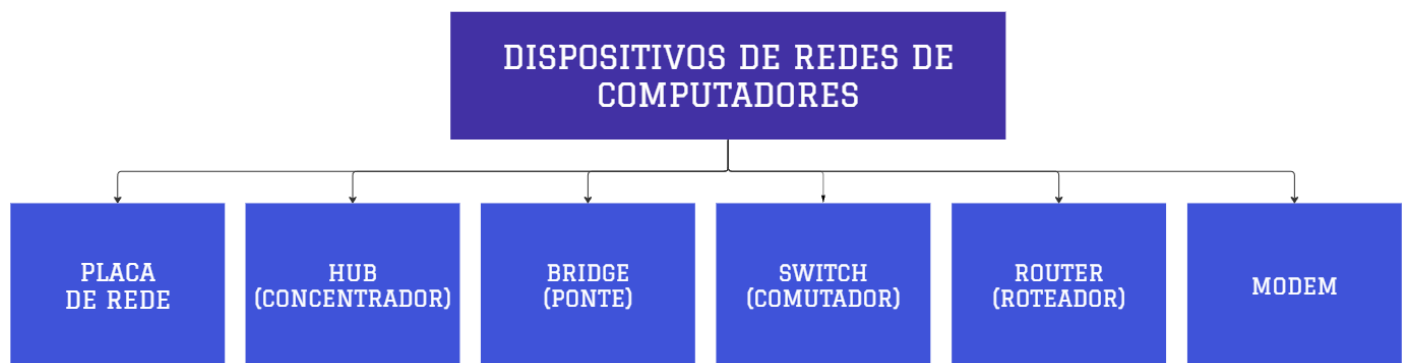 DISPOSITIVOS DE REDES DE
COMPUTADORES
PLACA
DE REDE
HUB
(CONCENTRADOR)
BRIDGE
(PONTE)
SWITCH
(COMUTADOR)
ROUTER
(ROTEADOR)
MODEM